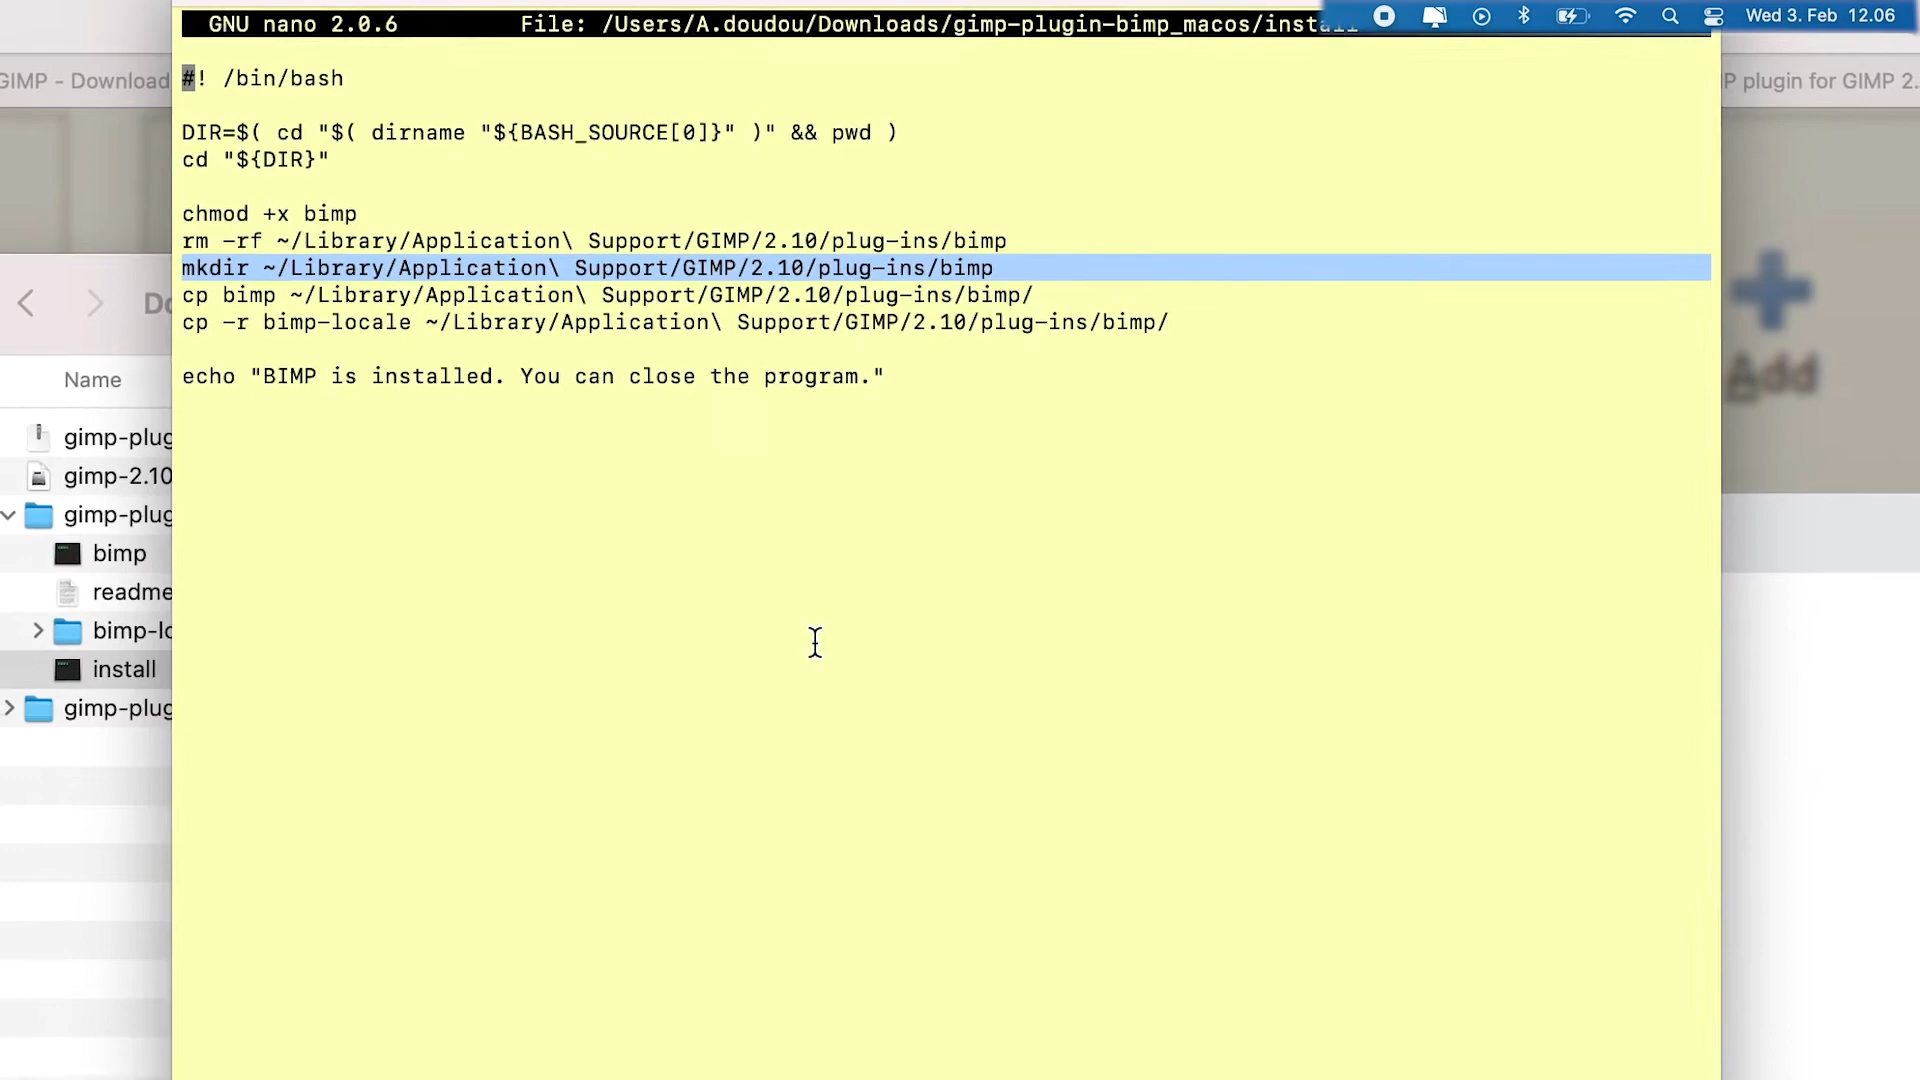 GNU nano 2.0.6 File: /Users/A.doudou/Downloads/gimp-plugin-bimp_macos/install
Wed 3. Feb 12.06
GIMP - Download
P plugin for GIMP 2.
#! /bin/bash
DIR=$( cd "$( dirname "${BASH_SOURCE[0]}" )" && pwd )
cd "${DIR}"
chmod +x bimp
rm -rf ~/Library/Application\ Support/GIMP/2.10/plug-ins/bimp
mkdir ~/Library/Application\ Support/GIMP/2.10/plug-ins/bimp
cp bimp ~/Library/Application\ Support/GIMP/2.10/plug-ins/bimp/
cp -r bimp-locale ~/Library/Application\ Support/GIMP/2.10/plug-ins/bimp/
echo "BIMP is installed. You can close the program."
Do
Name
gimp-plug
gimp-2.10
gimp-plug
bimp
readme
bimp-lo
install
gimp-plug
Add